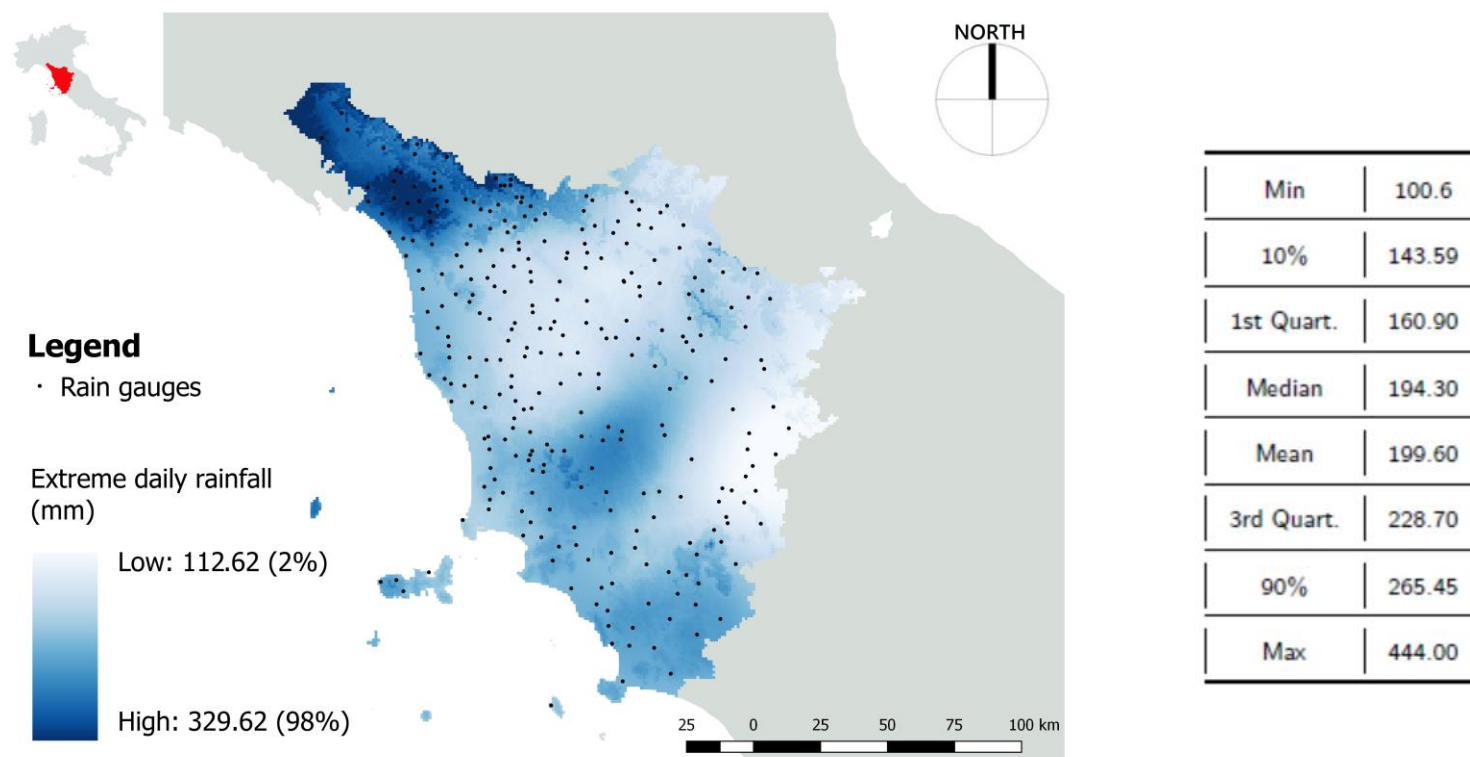 NORTH
Legend
· Rain gauges
Extreme daily rainfall
(mm)
Low: 112.62 (2%)
High: 329.62 (98%)
25 0 25 50 75 100 km
Min 100.6
10% 143.59
1st Quart. 160.90
Median 194.30
Mean 199.60
3rd Quart. 228.70
90% 265.45
Max 444.00